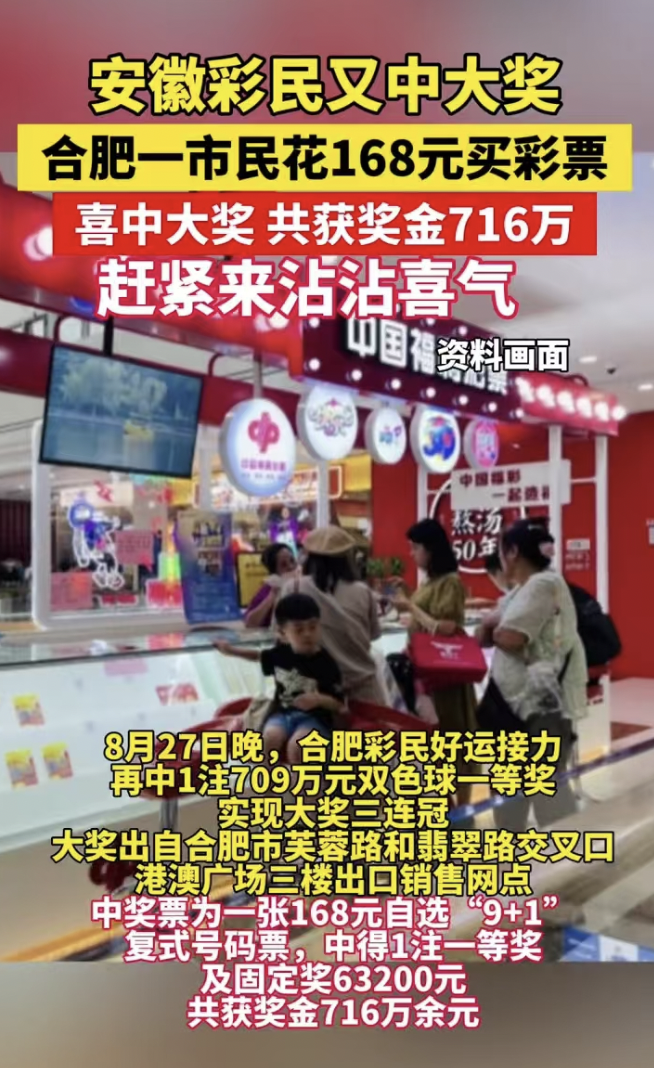 安徽彩民又中大奖
合肥一市民花168元买彩票
喜中大奖 共获奖金716万
赶紧来沾沾喜气
资料画面
中国福利彩票
中国福彩
一起造福
熬汤
50年
8月27日晚，合肥彩民好运接力
再中1注709万元双色球一等奖
实现大奖三连冠
大奖出自合肥市芙蓉路和翡翠路交叉口
港澳广场三楼出口销售网点
中奖票为一张168元自选“9+1”
复式号码票，中得1注一等奖
及固定奖63200元
共获奖金716万余元